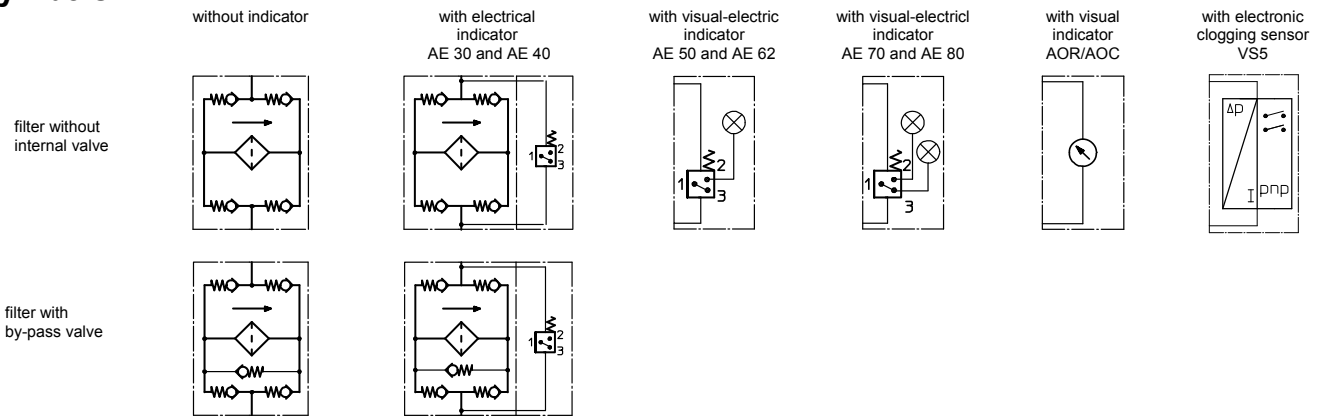 without indicator
with electrical
indicator
AE 30 and AE 40
with visual-electric
indicator
AE 50 and AE 62
with visual-electricl
indicator
AE 70 and AE 80
with visual
indicator
AOR/AOC
with electronic
clogging sensor
VS5
filter without
internal valve
1 2
3
1 2
3
1 2
3
Δp
I pnp
filter with
by-pass valve
1 2
3